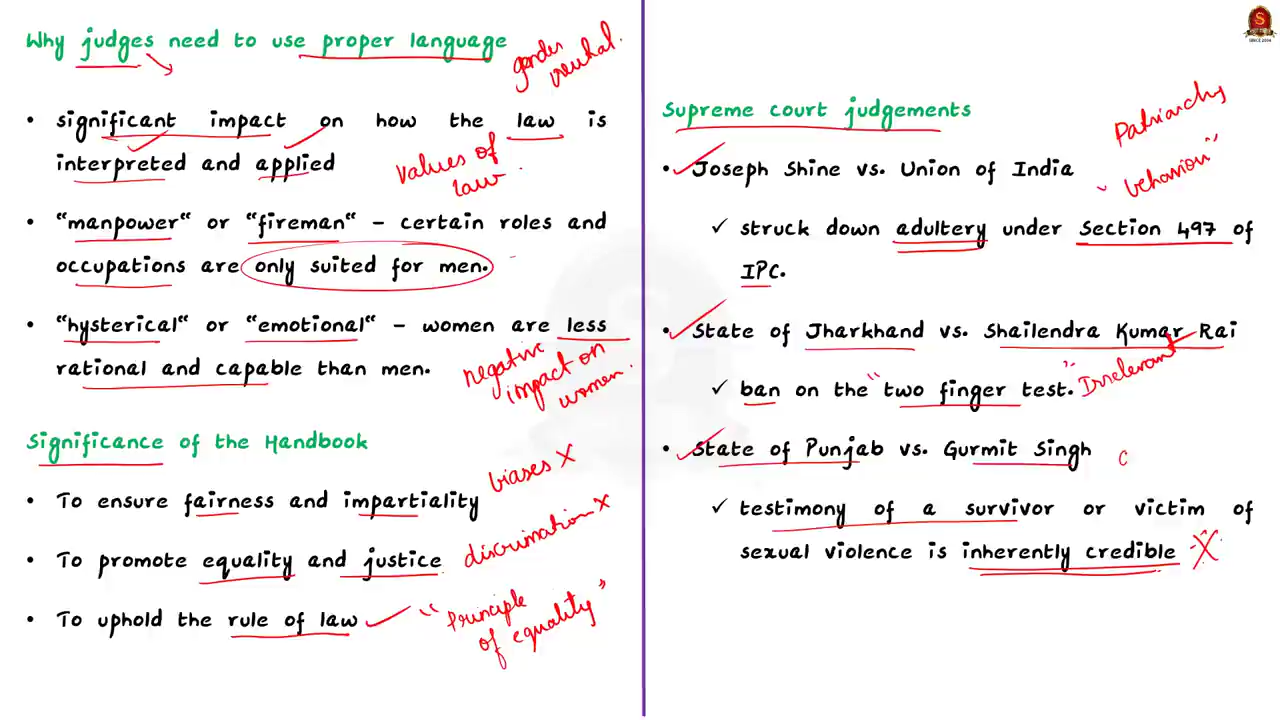 Why judges need to use proper language
gender
neutral.
• significant impact on how the law is
interpreted and applied
values of
law.
• "manpower" or "fireman" - certain roles and
occupations are only suited for men.
• "hysterical" or "emotional" - women are less
rational and capable than men.
negative
impact on
women.
Significance of the Handbook
biases X
• To ensure fairness and impartiality
discrimation X
• To promote equality and justice
• To uphold the rule of law
"Principle
of equality"
Supreme court judgements
Patriarchy
• Joseph Shine vs. Union of India
"behaviour"
✓ struck down adultery under Section 497 of
IPC.
• State of Jharkhand vs. Shailendra Kumar Rai
✓ ban on the "two finger test."
Irrelevant
• State of Punjab vs. Gurmit Singh
✓ testimony of a survivor or victim of
sexual violence is inherently credible X
S
SINCE 2004